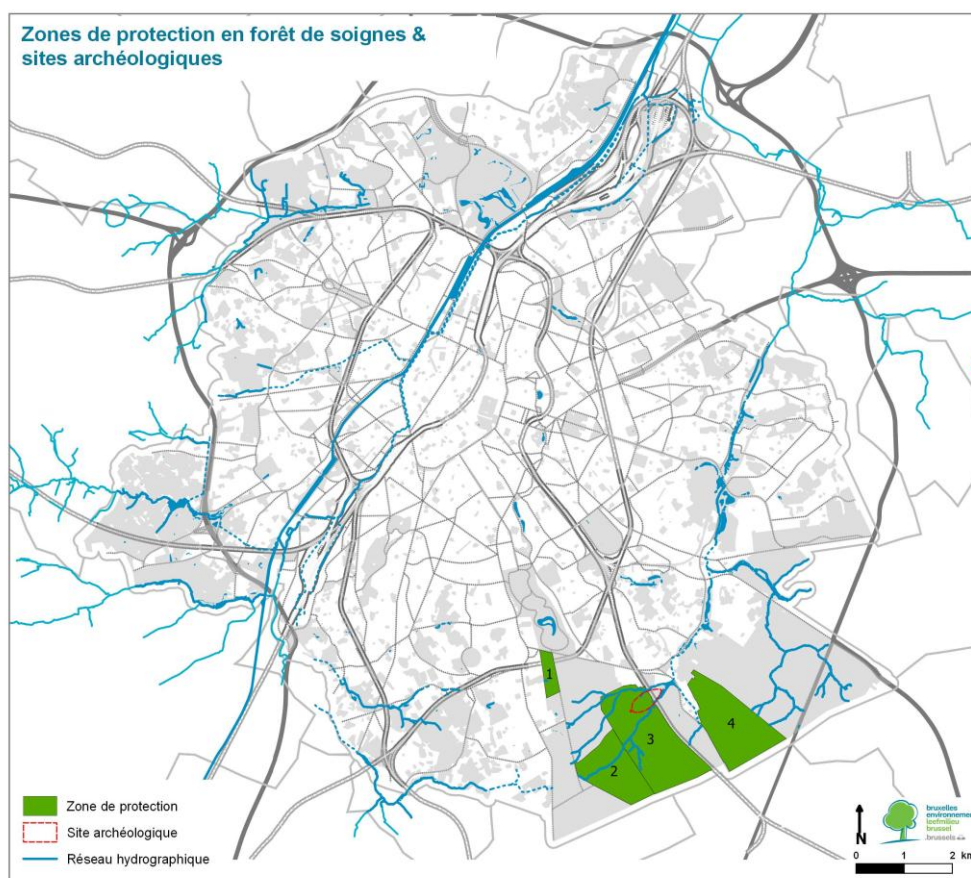 Zones de protection en forêt de soignes &
sites archéologiques
1
2
3
4
Zone de protection
Site archéologique
Réseau hydrographique
N
bruxelles
environnement
leefmilieu
brussel
.brussels
0 1 2 km